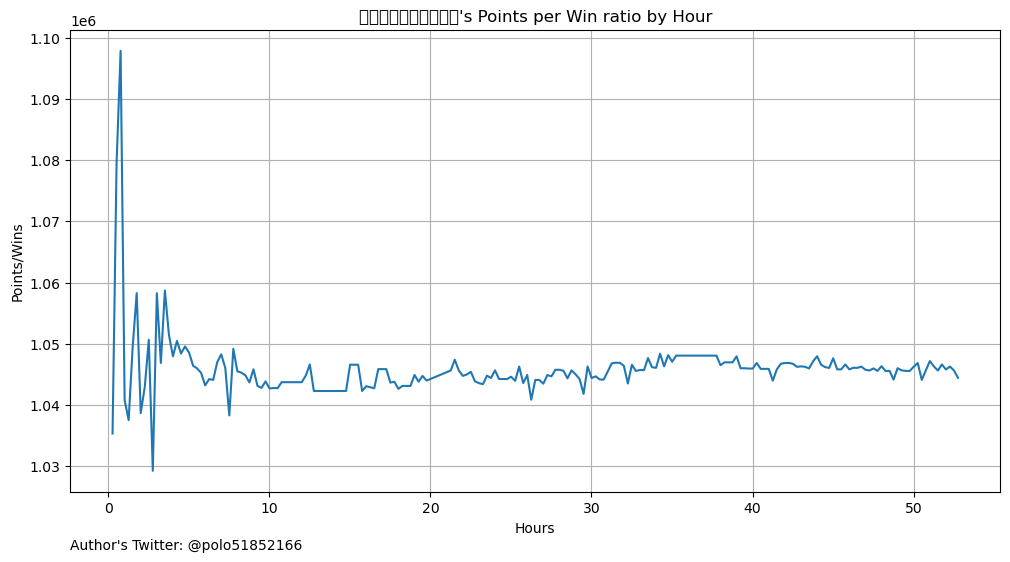 's Points per Win ratio by Hour
1e6
1.10
1.09
1.08
1.07
1.06
1.05
1.04
1.03
Points/Wins
0 10 20 30 40 50
Hours
Author's Twitter: @polo51852166